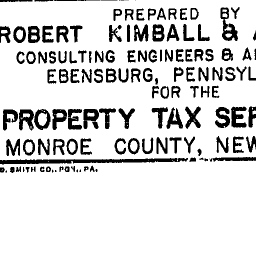 PREPARED BY
ROBERT KIMBALL & A
CONSULTING ENGINEERS & A
EBENSBURG, PENNSYL
FOR THE
PROPERTY TAX SER
MONROE COUNTY, NEW
D. SMITH CO., PGH., PA.